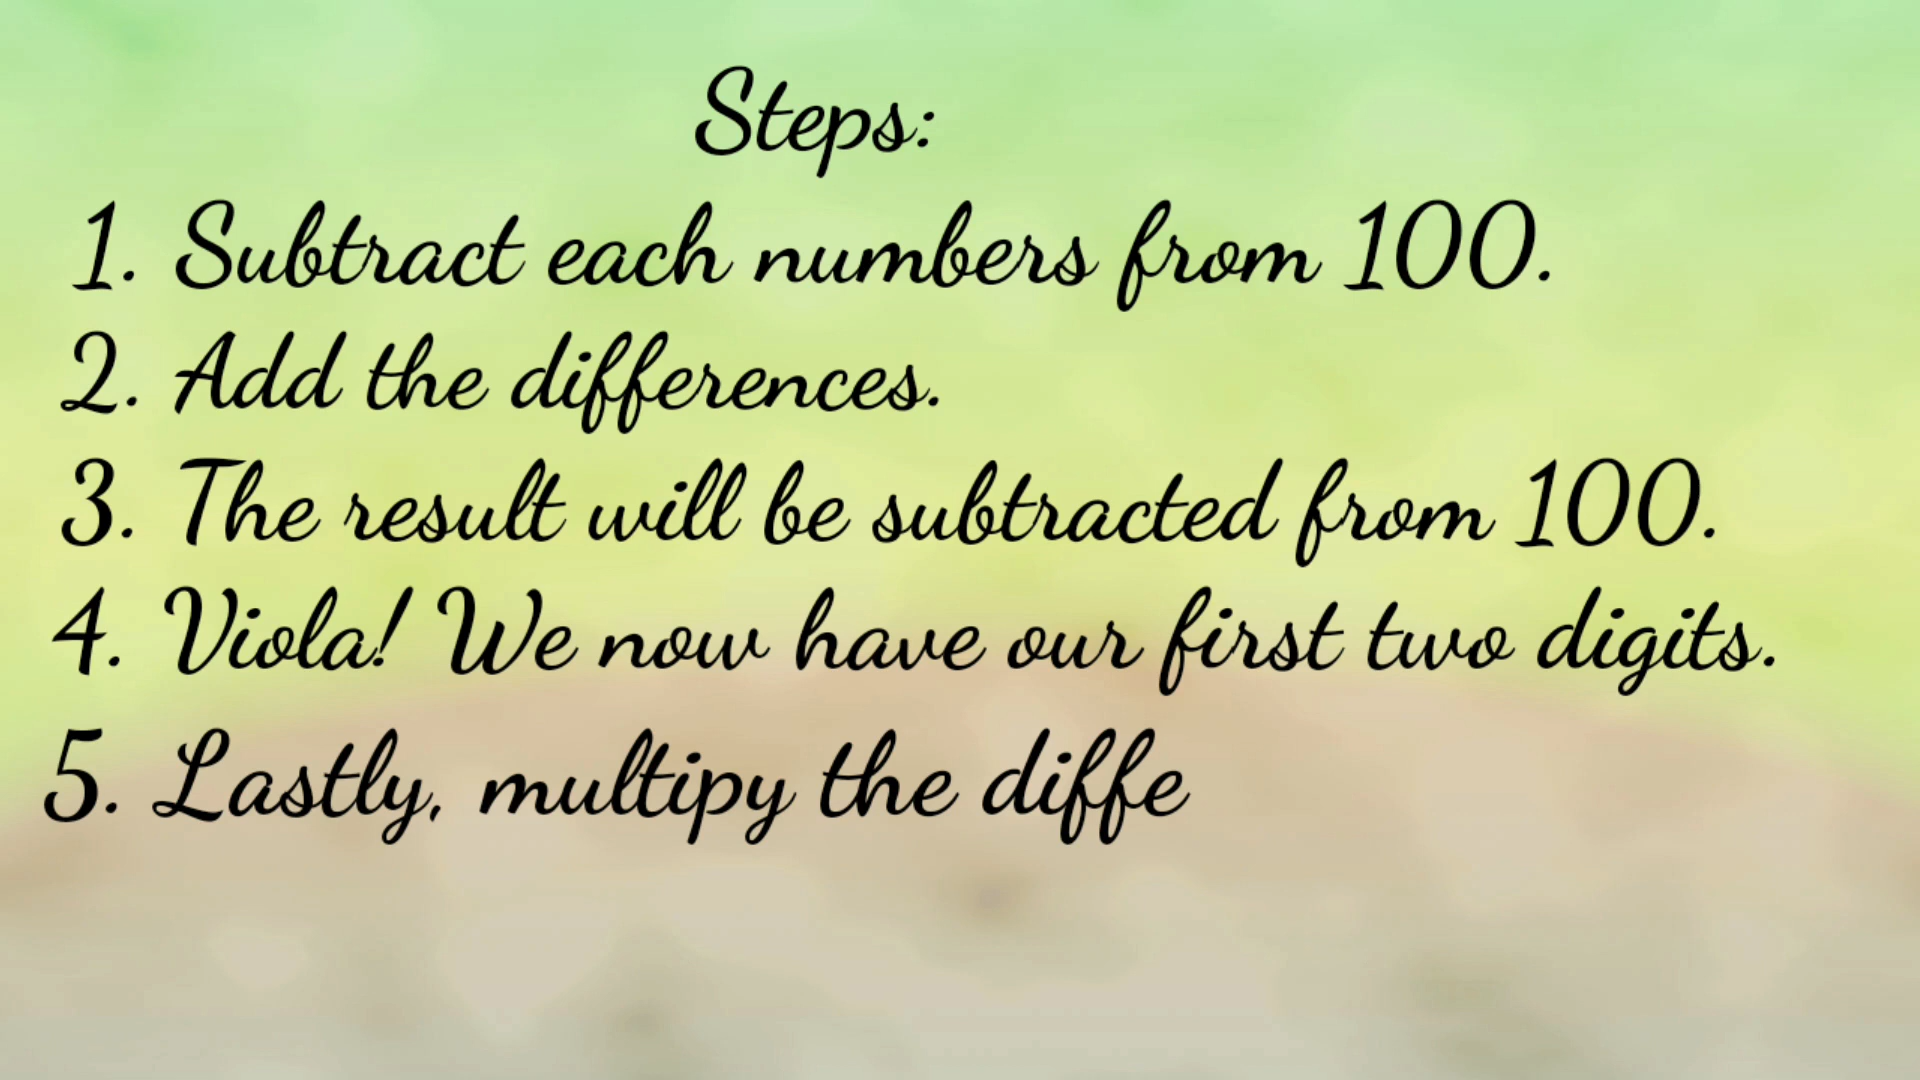 Steps:
1. Subtract each numbers from 100.
2. Add the differences.
3. The result will be subtracted from 100.
4. Viola! We now have our first two digits.
5. Lastly, multipy the diffe